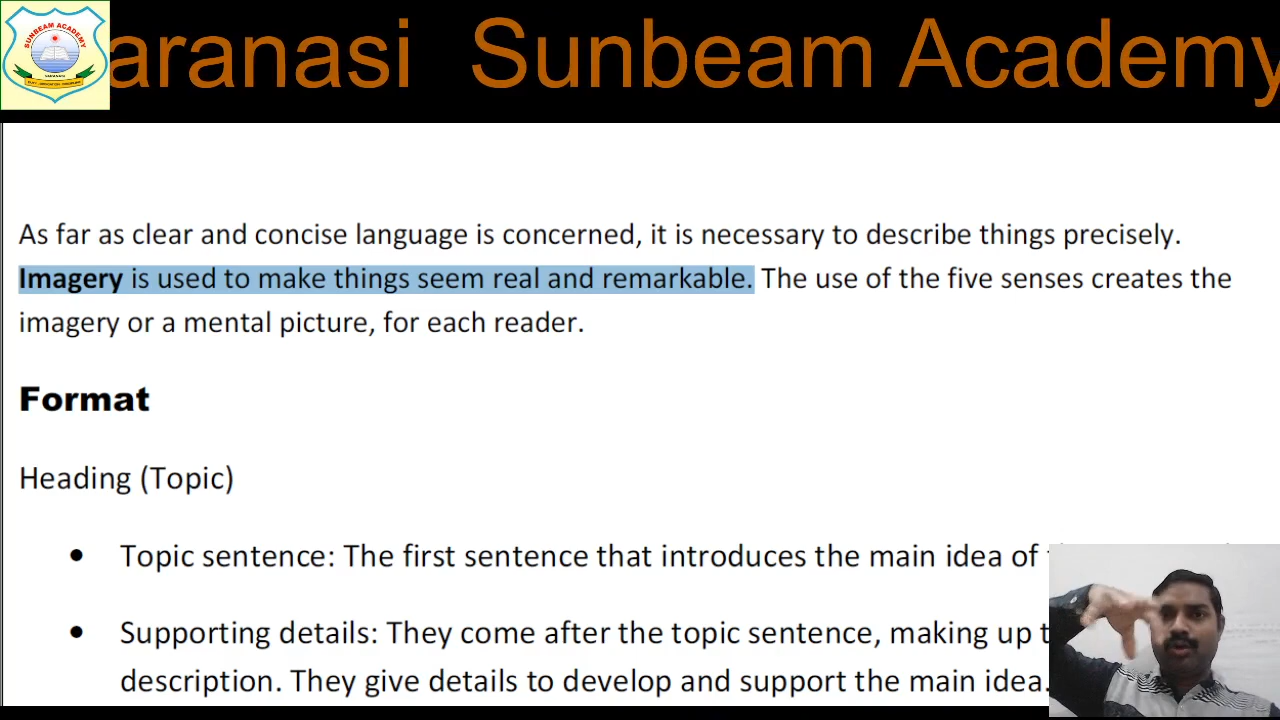 SUNBEAM ACADEMY
VARANASI
aranasi Sunbeam Academy
As far as clear and concise language is concerned, it is necessary to describe things precisely.
Imagery is used to make things seem real and remarkable. The use of the five senses creates the
imagery or a mental picture, for each reader.
Format
Heading (Topic)
• Topic sentence: The first sentence that introduces the main idea of
• Supporting details: They come after the topic sentence, making up
description. They give details to develop and support the main idea.